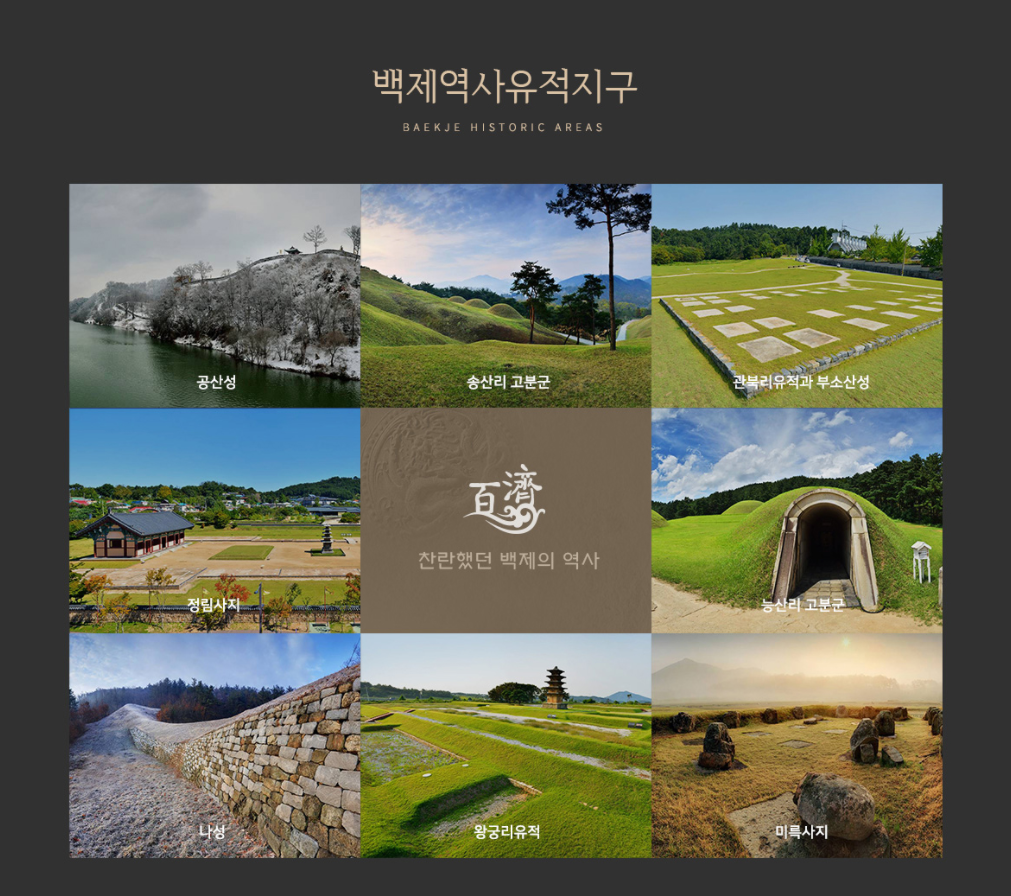 백제역사유적지구
BAEKJE HISTORIC AREAS
공산성
송산리 고분군
관북리유적과 부소산성
정림사지
百濟
찬란했던 백제의 역사
능산리 고분군
나성
왕궁리유적
미륵사지